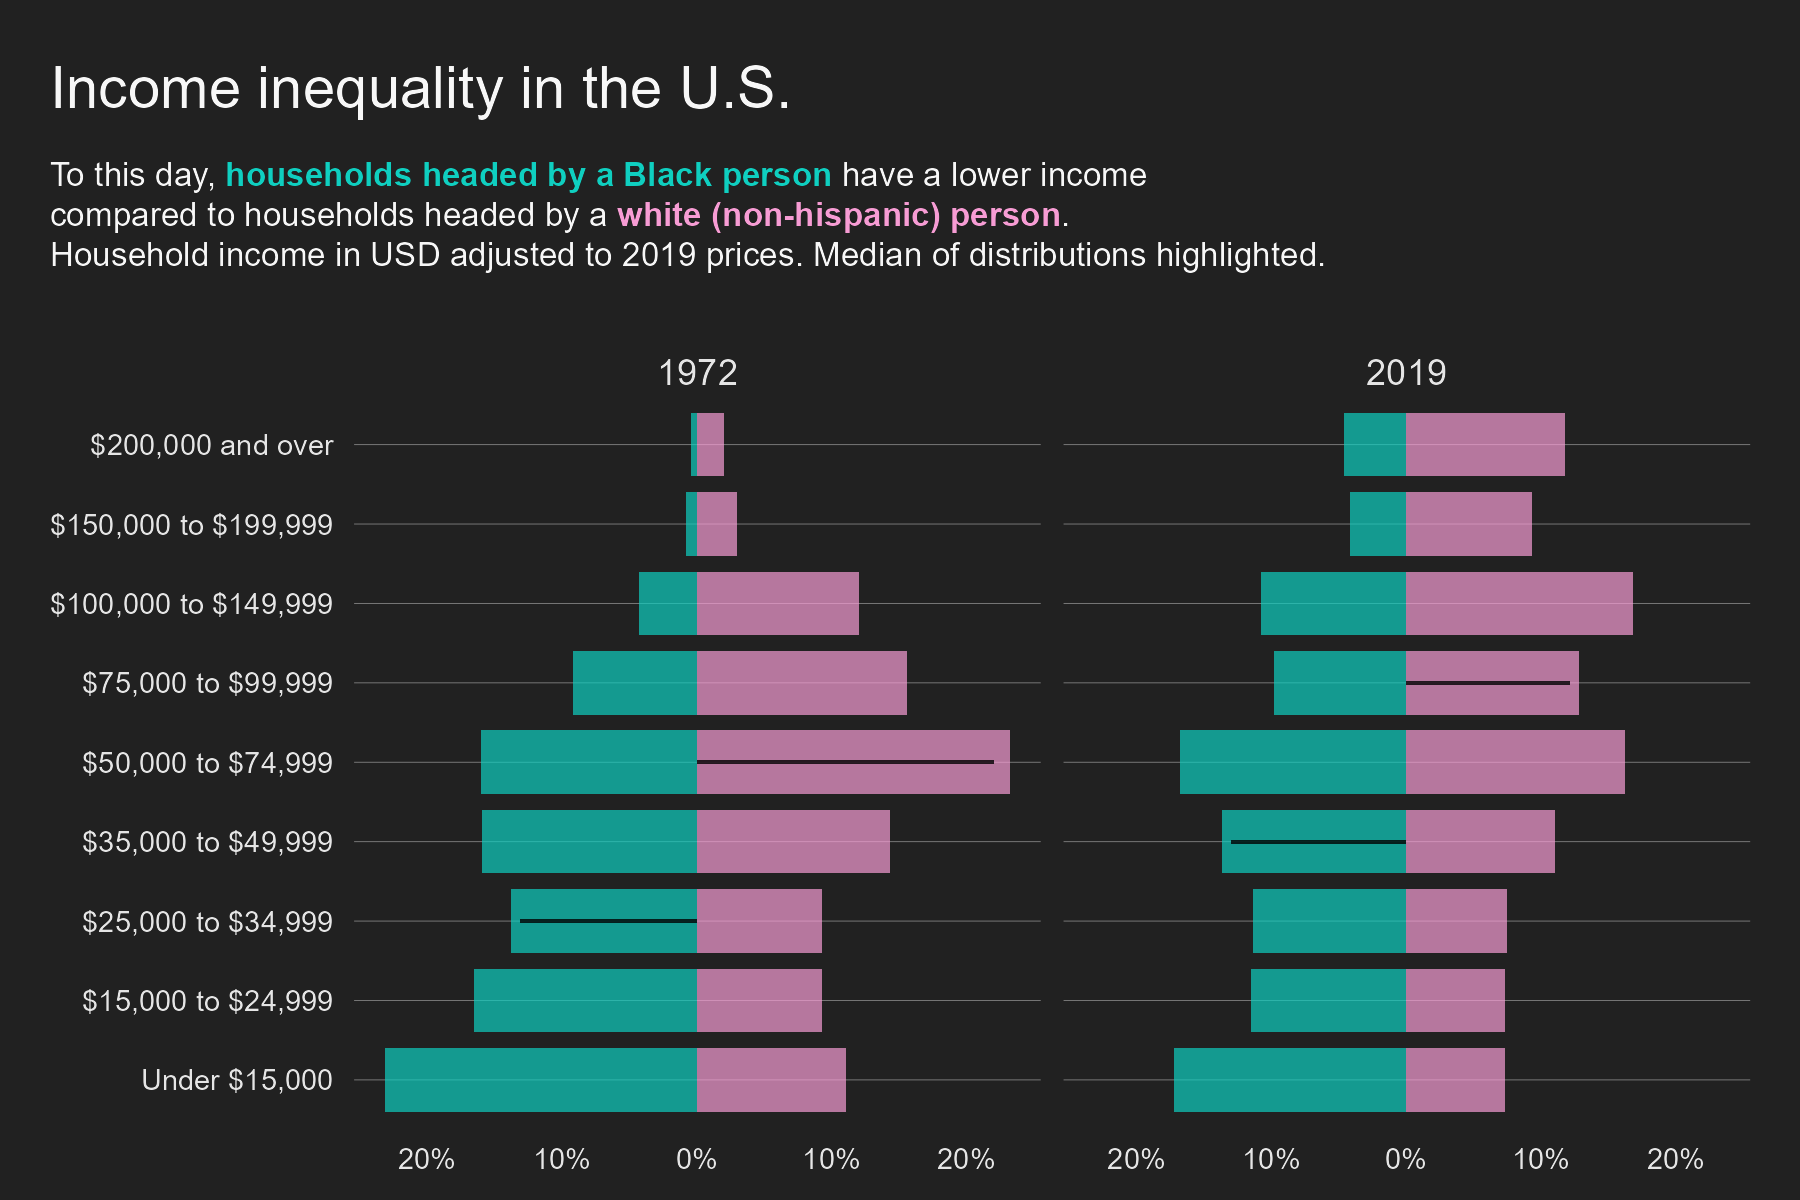 Income inequality in the U.S.
To this day, households headed by a Black person have a lower income
compared to households headed by a white (non-hispanic) person.
Household income in USD adjusted to 2019 prices. Median of distributions highlighted.
1972
2019
$200,000 and over
$150,000 to $199,999
$100,000 to $149,999
$75,000 to $99,999
$50,000 to $74,999
$35,000 to $49,999
$25,000 to $34,999
$15,000 to $24,999
Under $15,000
20% 10% 0% 10% 20%
20% 10% 0% 10% 20%